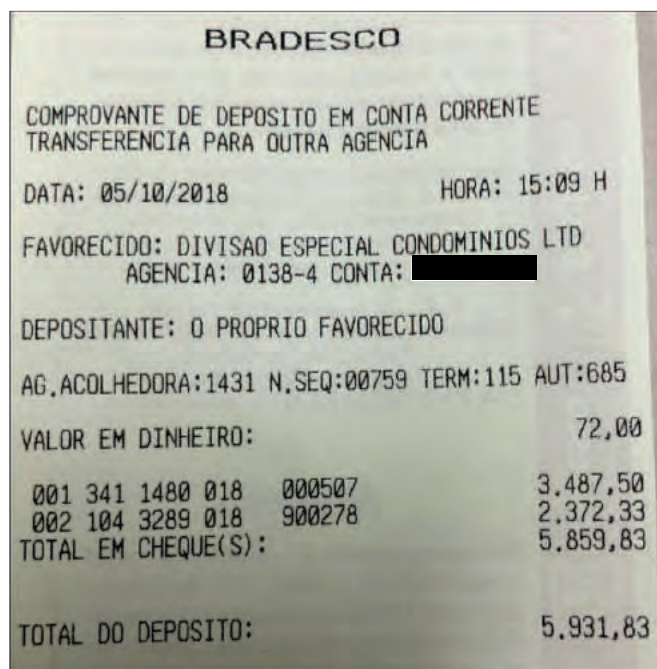 BRADESCO
COMPROVANTE DE DEPOSITO EM CONTA CORRENTE
TRANSFERENCIA PARA OUTRA AGENCIA
DATA: 05/10/2018 HORA: 15:09 H
FAVORECIDO: DIVISAO ESPECIAL CONDOMINIOS LTD
AGENCIA: 0138-4 CONTA:
DEPOSITANTE: O PROPRIO FAVORECIDO
AG.ACOLHEDORA:1431 N.SEQ:00759 TERM:115 AUT:685
VALOR EM DINHEIRO: 72,00
001 341 1480 018 000507 3.487,50
002 104 3289 018 900278 2.372,33
TOTAL EM CHEQUE(S): 5.859,83
TOTAL DO DEPOSITO: 5.931,83